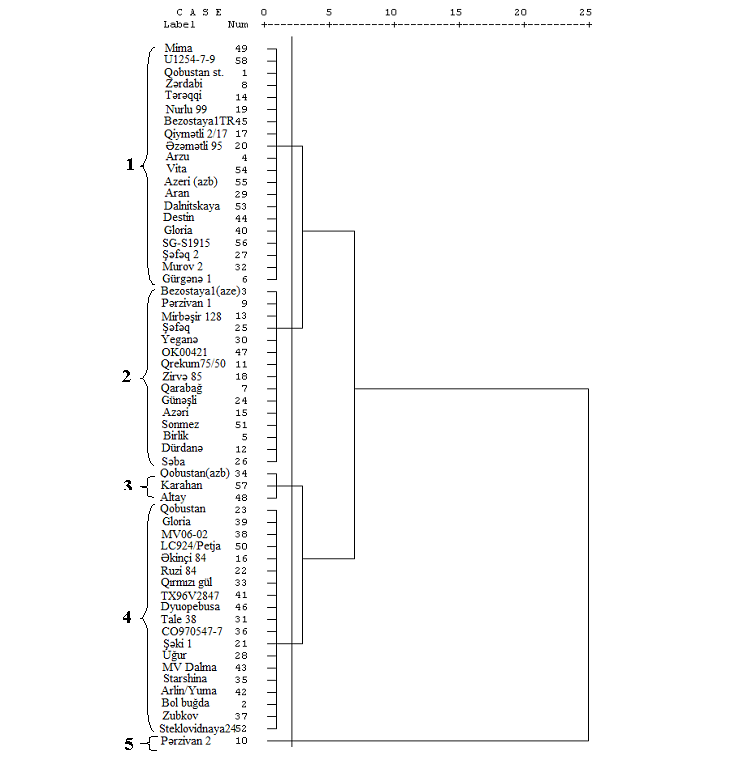 C A S E 0 5 10 15 20 25
Label Num
Mima 49
U1254-7-9 58
Qobustan st. 1
Zərdabi 8
Tərəqqi 14
Nurlu 99 19
Bezostaya1TR45
Qiymətli 2/17 17
Əzəmətli 95 20
Arzu 4
1
Vita 54
Azeri (azb) 55
Aran 29
Dalnitskaya 53
Destin 44
Gloria 40
SG-S1915 56
Şəfəq 2 27
Murov 2 32
Gürgənə 1 6
Bezostaya1(aze)3
Pərzivan 1 9
Mirbəşir 128 13
Şəfəq 25
Yeganə 30
OK00421 47
Qrekum75/50 11
2 Zirvə 85 18
Qarabağ 7
Günəşli 24
Azəri 15
Sonmez 51
Birlik 5
Dürdanə 12
Səba 26
Qobustan(azb) 34
3 Karahan 57
Altay 48
Qobustan 23
Gloria 39
MV06-02 38
LC924/Petja 50
Əkinçi 84 16
Ruzi 84 22
Qırmızı gül 33
TX96V2847 41
Dyuopebusa 46
4 Tale 38 31
CO970547-7 36
Şəki 1 21
Uğur 28
MV Dalma 43
Starshina 35
Arlin/Yuma 42
Bol buğda 2
Zubkov 37
Steklovidnaya2452
5 Pərzivan 2 10